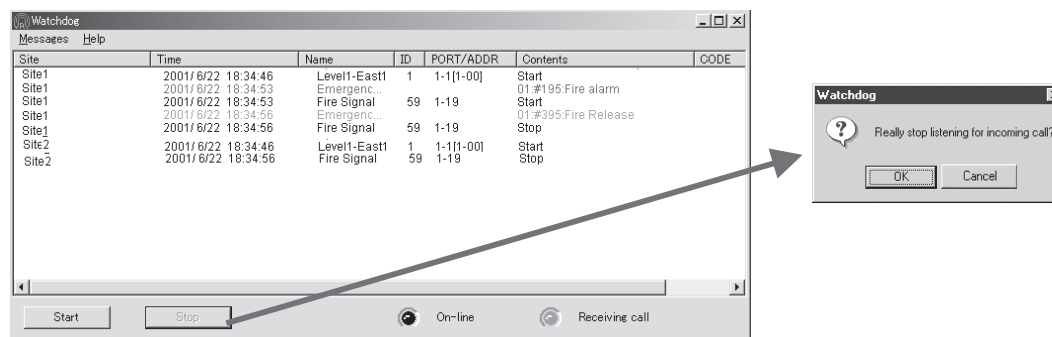 Watchdog
Messages Help
Site Time Name ID PORT/ADDR Contents CODE
Site1 2001/6/22 18:34:46 Level1-East1 1 1-1[1-00] Start
Site1 2001/6/22 18:34:53 Emergenc... 01:#195:Fire alarm
Site1 2001/6/22 18:34:53 Fire Signal 59 1-19 Start
Site1 2001/6/22 18:34:56 Emergenc... 01:#395:Fire Release
Site1 2001/6/22 18:34:56 Fire Signal 59 1-19 Stop
Site2 2001/6/22 18:34:46 Level1-East1 1 1-1[1-00] Start
Site2 2001/6/22 18:34:56 Fire Signal 59 1-19 Stop
Start Stop On-line Receiving call
Watchdog
Really stop listening for incoming call?
OK Cancel